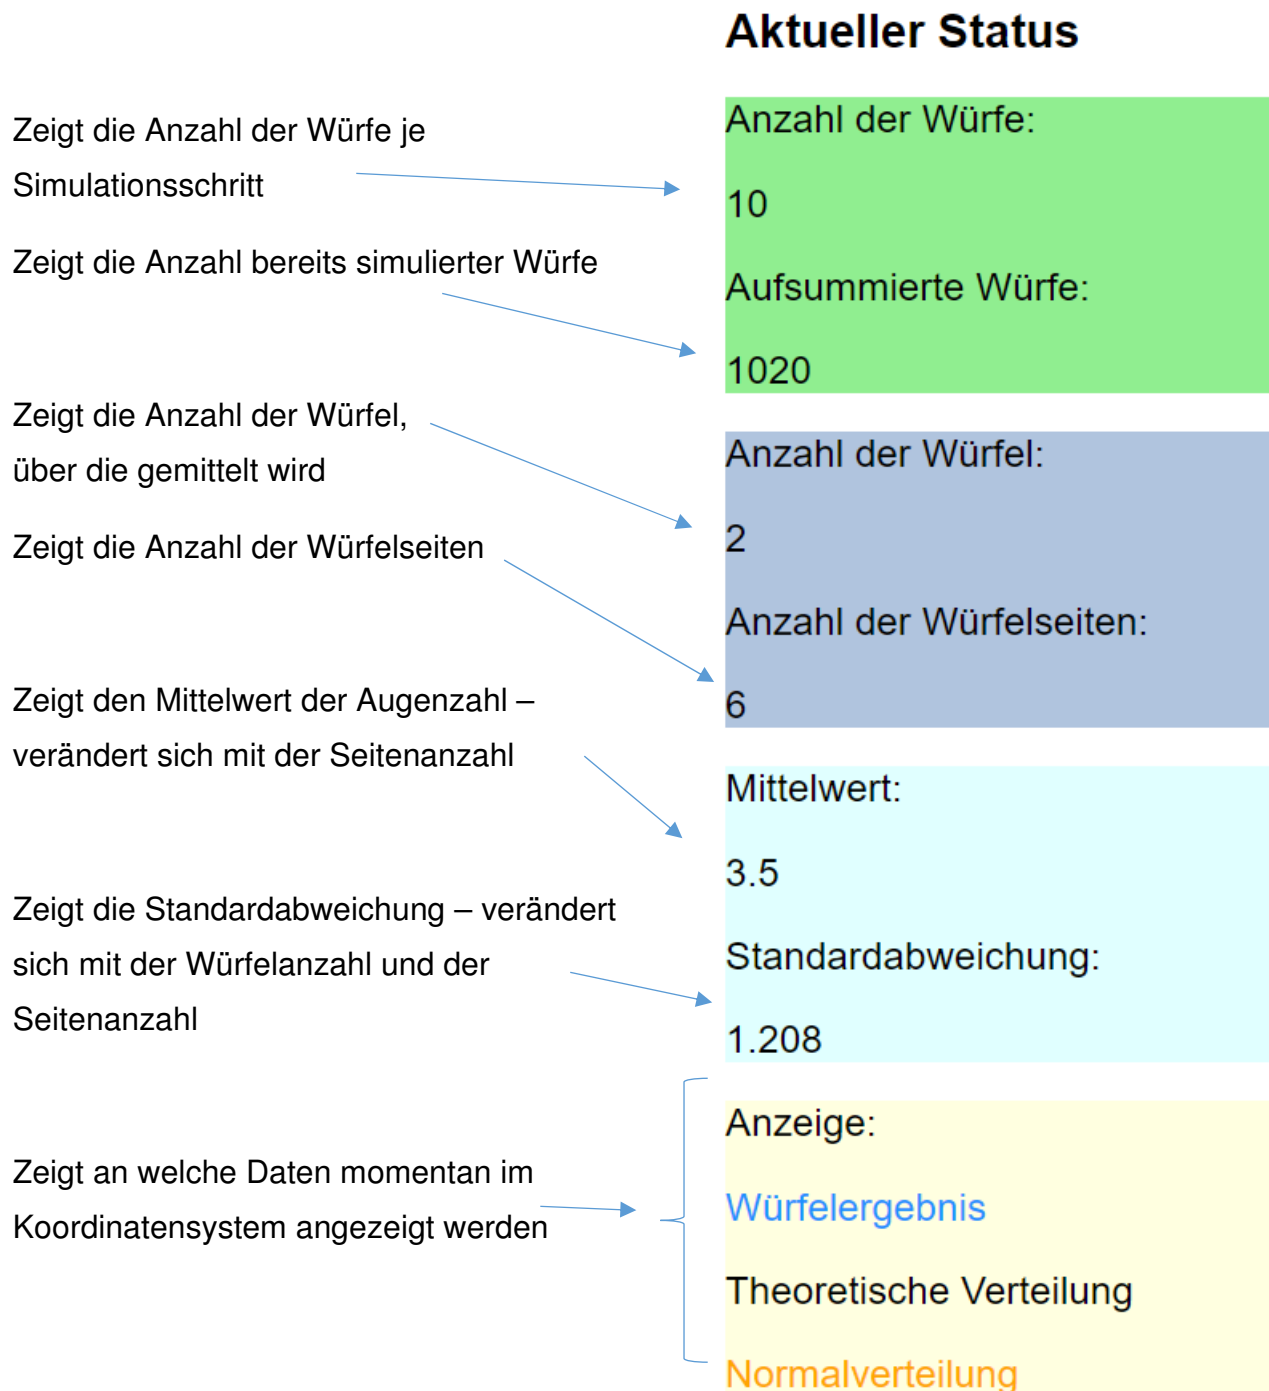 Aktueller Status
Zeigt die Anzahl der Würfe je
Simulationsschritt
Zeigt die Anzahl bereits simulierter Würfe
Zeigt die Anzahl der Würfel,
über die gemittelt wird
Zeigt die Anzahl der Würfelseiten
Zeigt den Mittelwert der Augenzahl –
verändert sich mit der Seitenanzahl
Zeigt die Standardabweichung – verändert
sich mit der Würfelanzahl und der
Seitenanzahl
Zeigt an welche Daten momentan im
Koordinatensystem angezeigt werden
Anzahl der Würfe:
10
Aufsummierte Würfe:
1020
Anzahl der Würfel:
2
Anzahl der Würfelseiten:
6
Mittelwert:
3.5
Standardabweichung:
1.208
Anzeige:
Würfelergebnis
Theoretische Verteilung
Normalverteilung